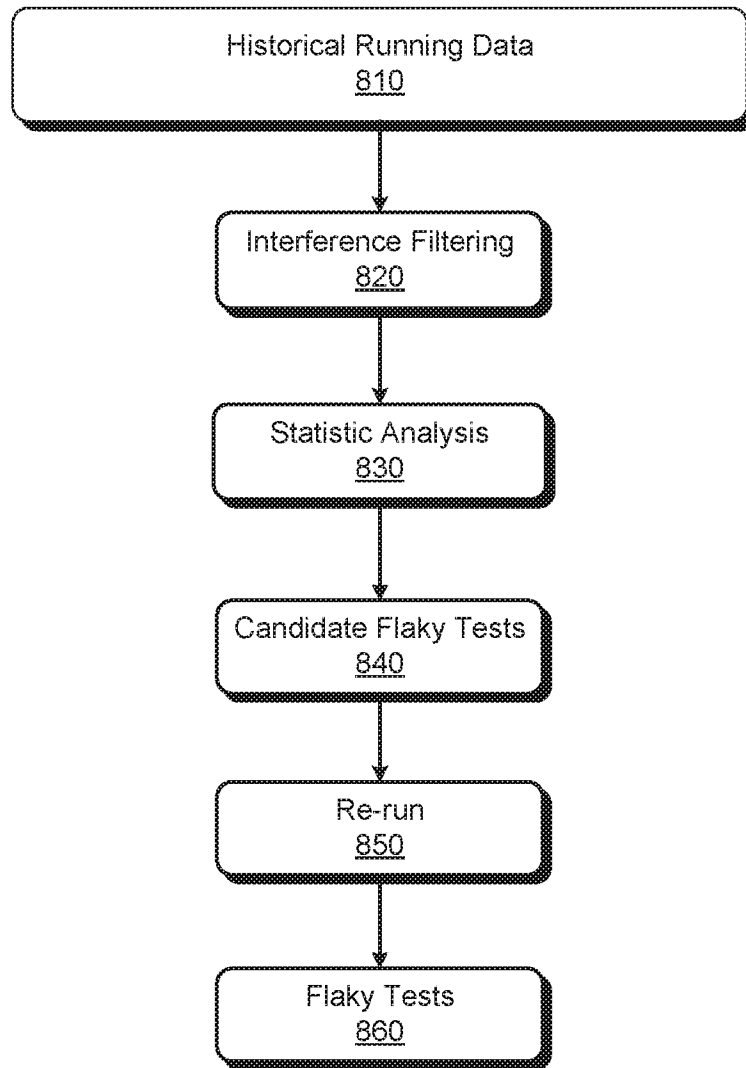 Historical Running Data
810
Interference Filtering
820
Statistic Analysis
830
Candidate Flaky Tests
840
Re-run
850
Flaky Tests
860